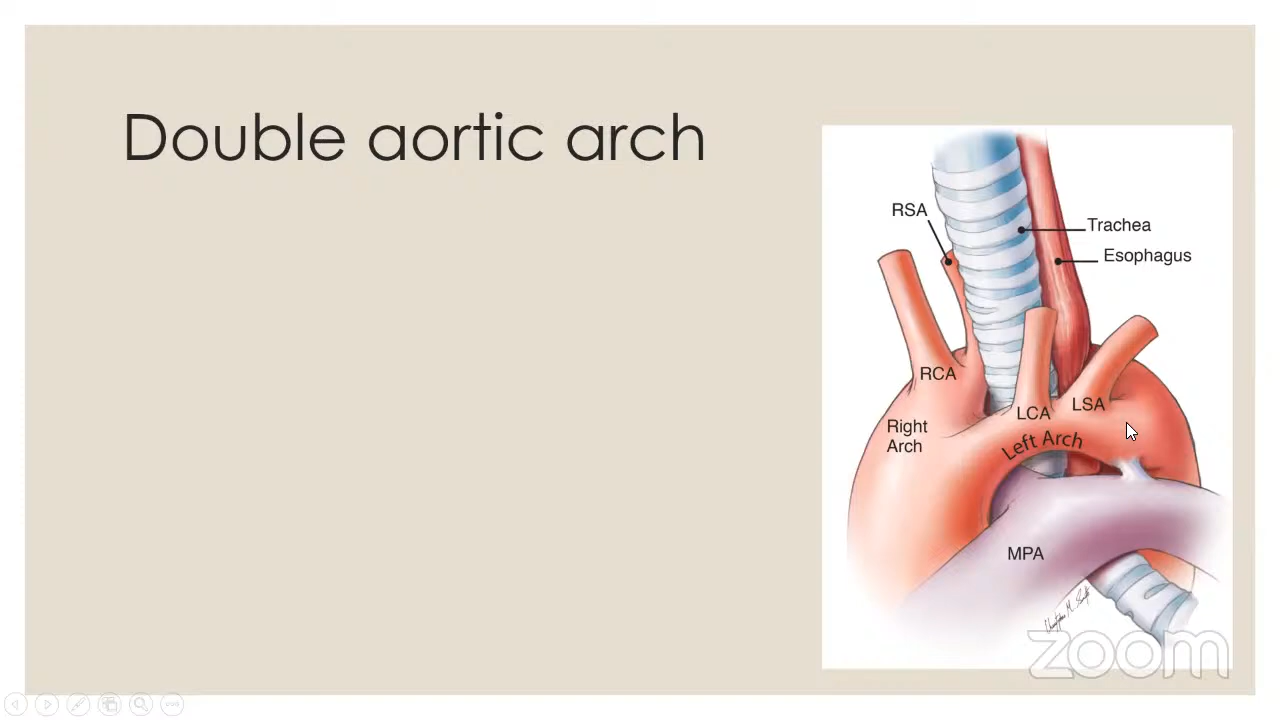 Double aortic arch
RSA
Trachea
Esophagus
RCA
LCA
LSA
Right
Arch
Left Arch
MPA
zoom